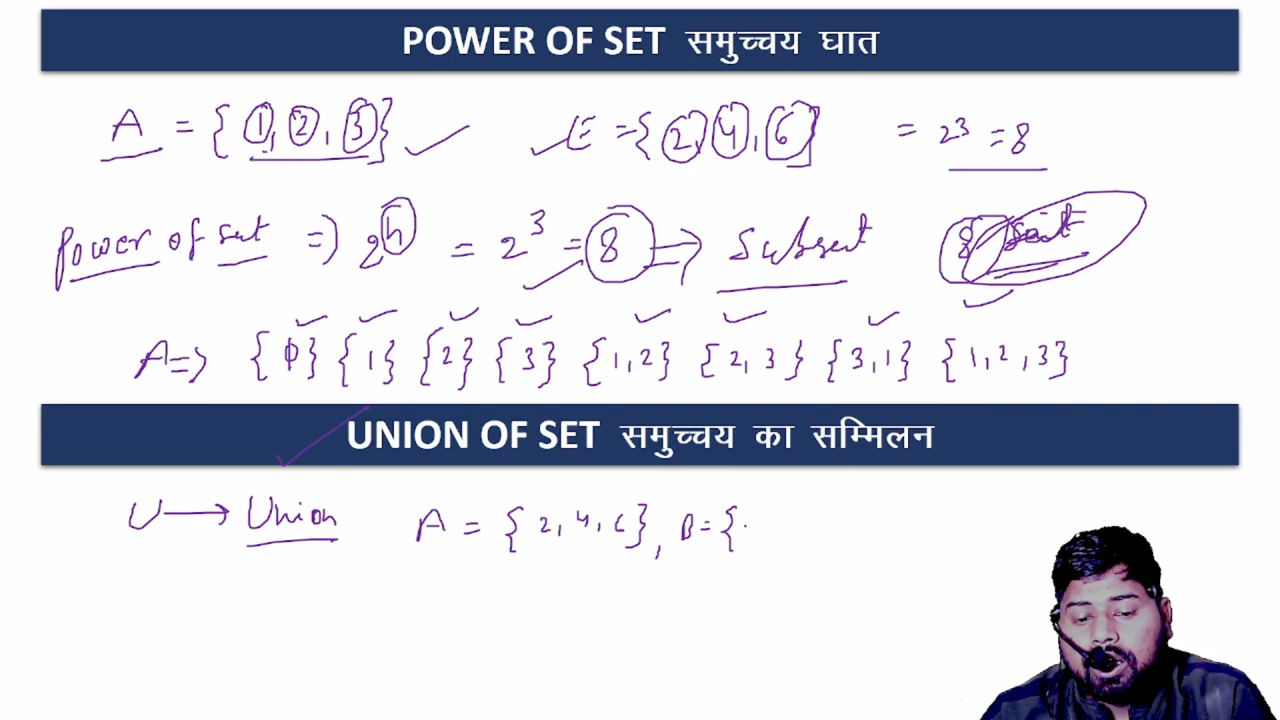 POWER OF SET समुच्चय घात
A = {1, 2, 3} E = {2, 4, 6} = 2³ = 8
Power of set => 2ⁿ = 2³ = 8 => Subset 8 set
A => {φ} {1} {2} {3} {1,2} {2,3} {3,1} {1,2,3}
UNION OF SET समुच्चय का सम्मिलन
U → Union A = {2, 4, 6}, B = {